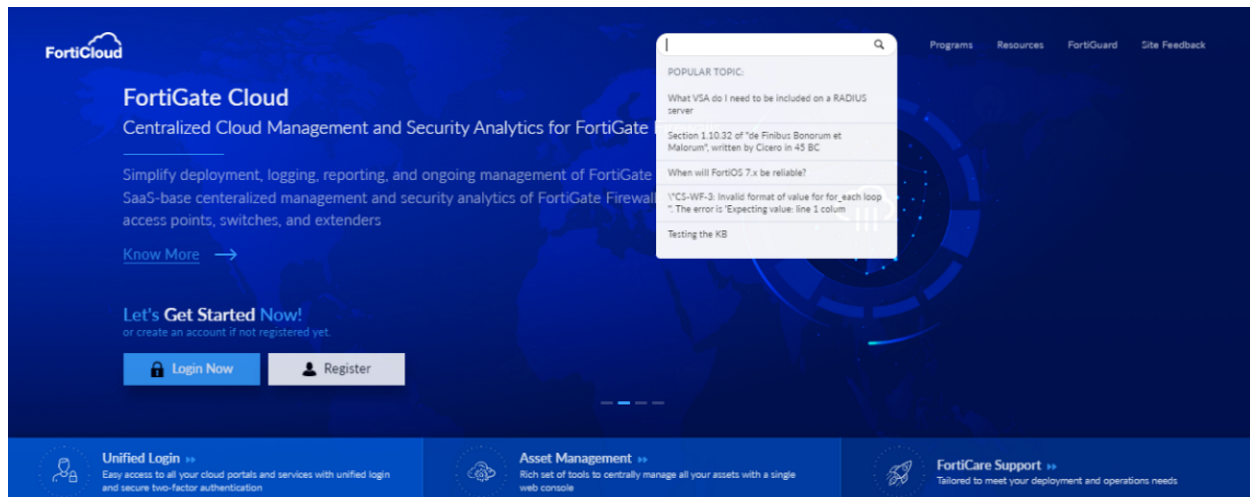 FortiCloud
Programs
Resources
FortiGuard
Site Feedback
FortiGate Cloud
Centralized Cloud Management and Security Analytics for FortiGate
Simplify deployment, logging, reporting, and ongoing management of FortiGate
SaaS-base centeralized management and security analytics of FortiGate Firewall
access points, switches, and extenders
Know More
Let's Get Started Now!
or create an account if not registered yet.
Login Now
Register
POPULAR TOPIC:
What VSA do I need to be included on a RADIUS
server
Section 1.10.32 of "de Finibus Bonorum et
Malorum", written by Cicero in 45 BC
When will FortiOS 7.x be reliable?
\"CS-WF-3: Invalid format of value for for_each loop
". The error is 'Expecting value: line 1 colum
Testing the KB
Unified Login
Easy access to all your cloud portals and services with unified login
and secure two-factor authentication
Asset Management
Rich set of tools to centrally manage all your assets with a single
web console
FortiCare Support
Tailored to meet your deployment and operations needs